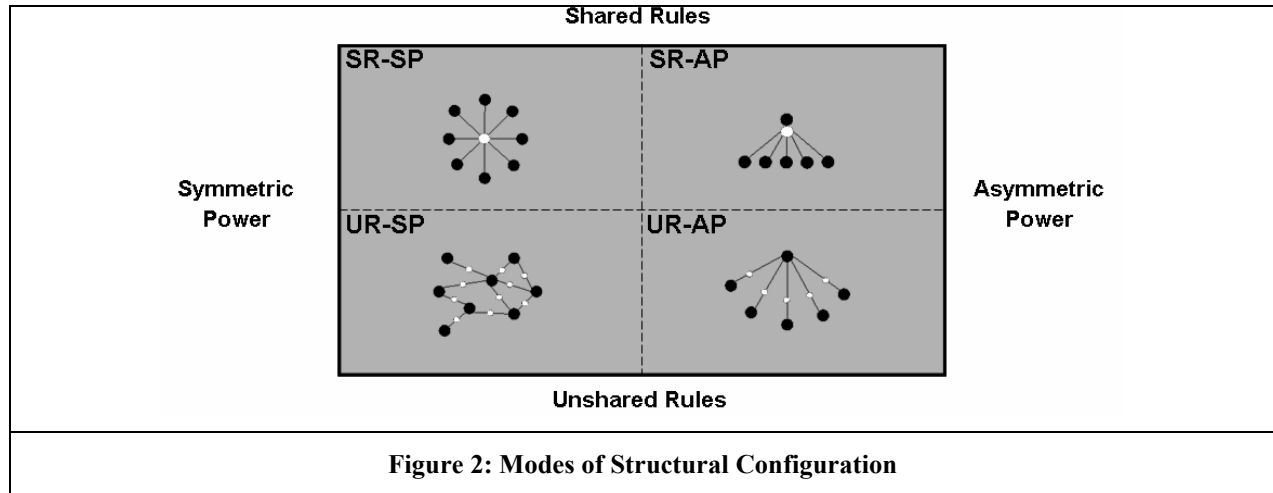 Shared Rules
SR-SP
SR-AP
Symmetric
Power
Asymmetric
Power
UR-SP
UR-AP
Unshared Rules
Figure 2: Modes of Structural Configuration